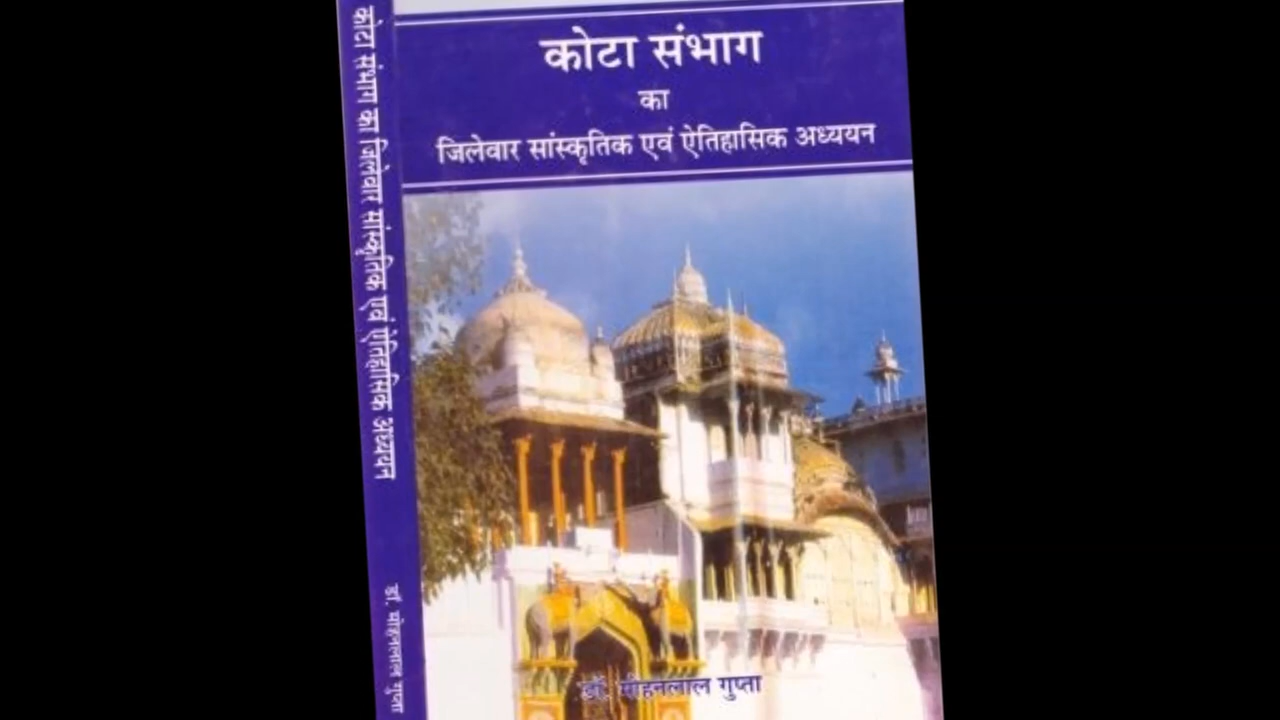 कोटा संभाग
का
जिलेवार सांस्कृतिक एवं ऐतिहासिक अध्ययन
डॉ. मोहनलाल गुप्ता
कोटा संभाग का जिलेवार सांस्कृतिक एवं ऐतिहासिक अध्ययन
डॉ. मोहनलाल गुप्ता